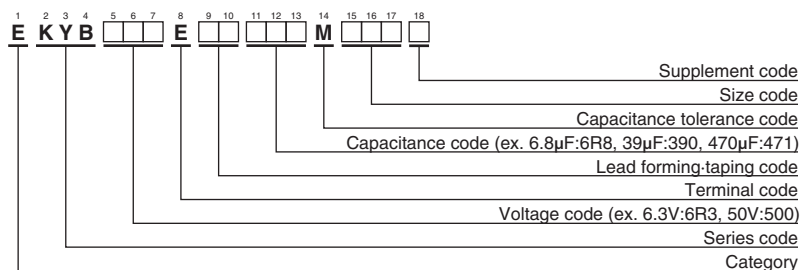 1 2 3 4 5 6 7 8 9 10 11 12 13 14 15 16 17 18
E K Y B E M
Supplement code
Size code
Capacitance tolerance code
Capacitance code (ex. 6.8µF:6R8, 39µF:390, 470µF:471)
Lead forming·taping code
Terminal code
Voltage code (ex. 6.3V:6R3, 50V:500)
Series code
Category